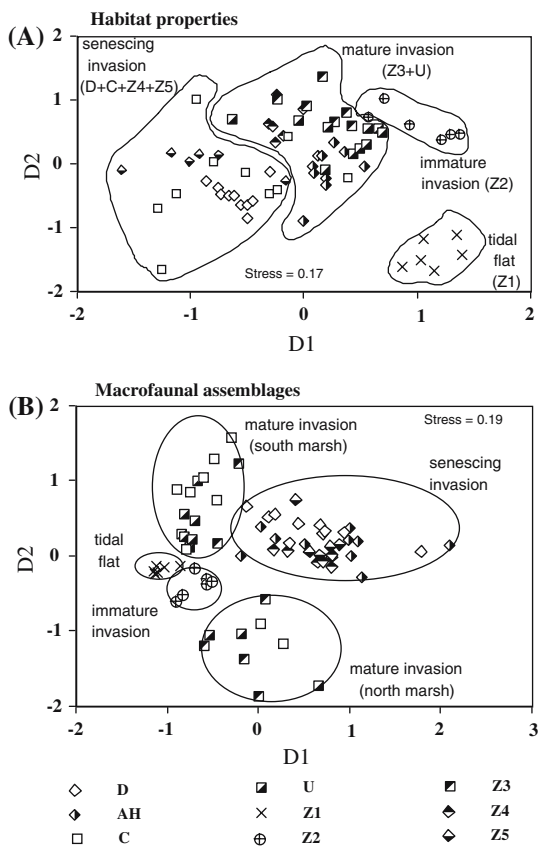 Habitat properties
(A)
senescing
invasion
(D+C+Z4+Z5)
mature invasion
(Z3+U)
immature
invasion (Z2)
tidal
flat
(Z1)
Stress = 0.17
2
1
0
-1
-2
D2
-2
-1
0
1
2
D1
Macrofaunal assemblages
(B)
mature invasion
(south marsh)
Stress = 0.19
senescing
invasion
tidal
flat
immature
invasion
mature invasion
(north marsh)
2
1
0
-1
-2
D2
-2
-1
0
1
2
3
D1
D
U
Z3
AH
Z1
Z4
C
Z2
Z5